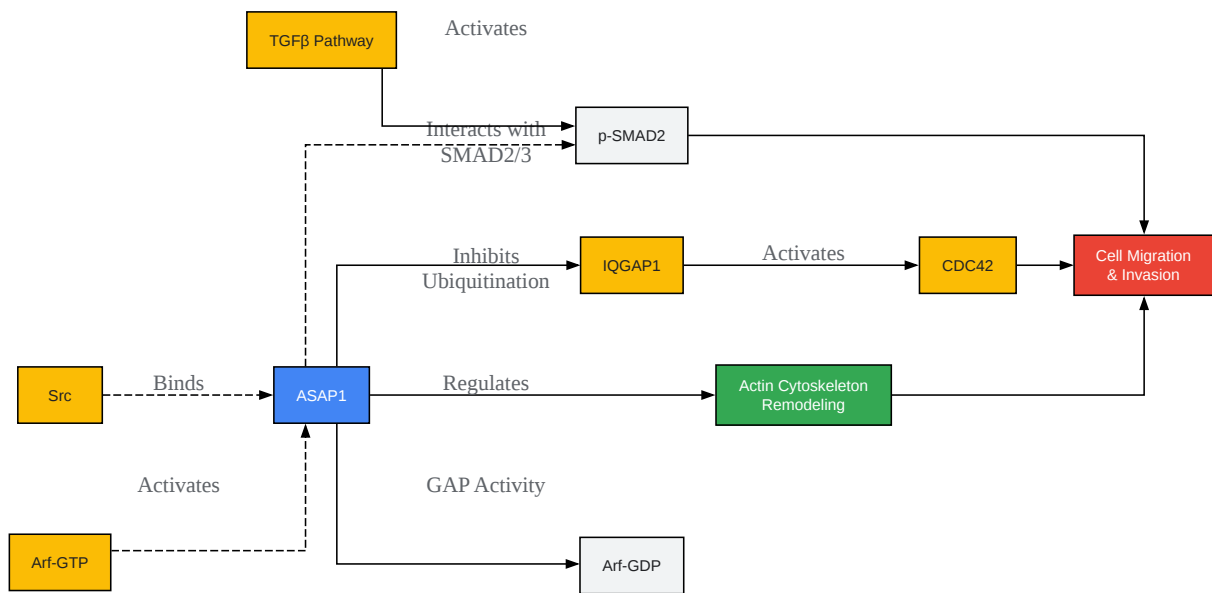 Activates
TGFβ Pathway
Interacts with
SMAD2/3
p-SMAD2
Inhibits
Ubiquitination
IQGAP1
Activates
CDC42
Cell Migration
& Invasion
Src
Binds
ASAP1
Regulates
Actin Cytoskeleton
Remodeling
Activates
GAP Activity
Arf-GTP
Arf-GDP